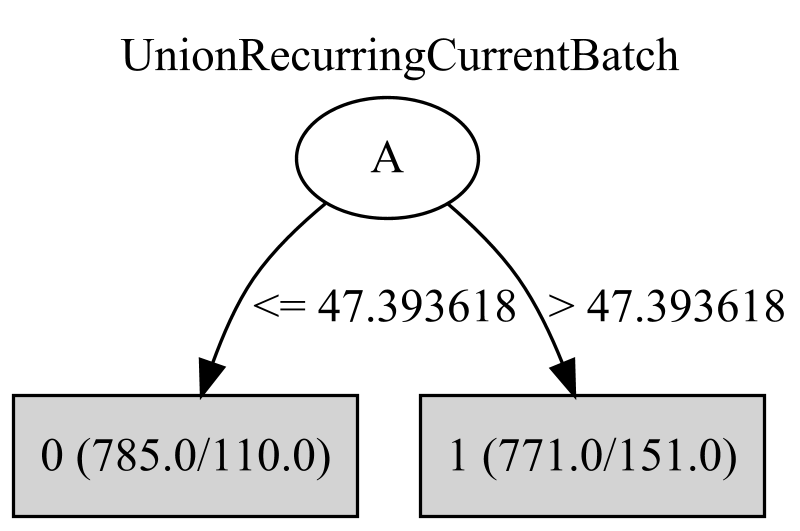 UnionRecurringCurrentBatch
A
<= 47.393618 > 47.393618
0 (785.0/110.0) 1 (771.0/151.0)